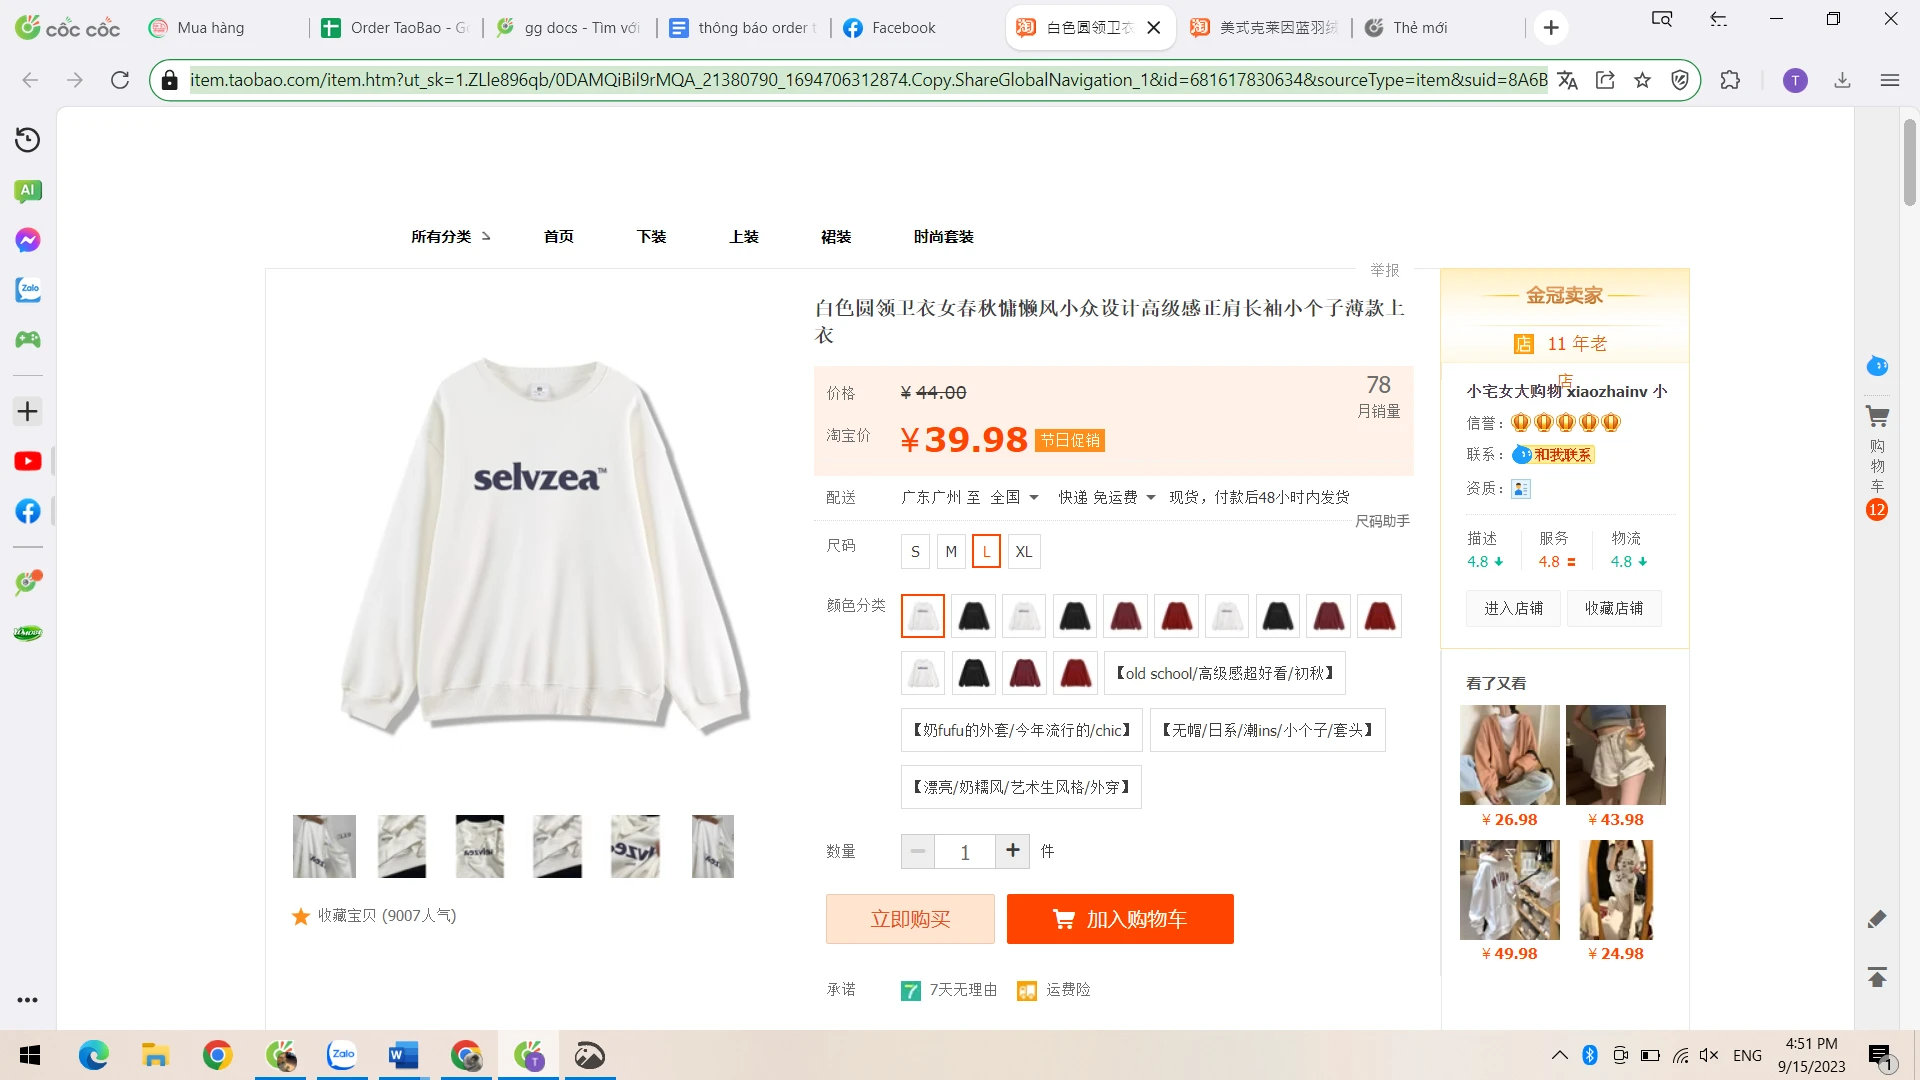 cốc cốc
Mua hàng
Order TaoBao - G
gg docs - Tìm với
thông báo order t
Facebook
白色圆领卫衣
美式克莱因蓝羽绒
Thẻ mới
item.taobao.com/item.htm?ut_sk=1.ZLle896qb/0DAMQiBil9rMQA_21380790_1694706312874.Copy.ShareGlobalNavigation_1&id=681617830634&sourceType=item&suid=8A6B
T
AI
Zalo
所有分类 首页 下装 上装 裙装 时尚套装
举报
白色圆领卫衣女春秋慵懒风小众设计高级感正肩长袖小个子薄款上
衣
selvzea™
价格 ¥ 44.00
78
月销量
淘宝价 ¥39.98 节日促销
配送 广东广州 至 全国 快递 免运费 现货，付款后48小时内发货
尺码助手
尺码 S M L XL
颜色分类
【old school/高级感超好看/初秋】
【奶fufu的外套/今年流行的/chic】
【无帽/日系/潮ins/小个子/套头】
【漂亮/奶糯风/艺术生风格/外穿】
数量 1 件
收藏宝贝 (9007人气)
立即购买
加入购物车
承诺 7 7天无理由 运费险
金冠卖家
店 11 年老
店
小宅女大购物 xiaozhainv 小
信誉：
联系： 和我联系
资质：
描述 服务 物流
4.8 4.8 4.8
进入店铺 收藏店铺
看了又看
¥ 26.98 ¥ 43.98
¥ 49.98 ¥ 24.98
购
物
车
12
Zalo
W
T
ENG
4:51 PM
9/15/2023
1